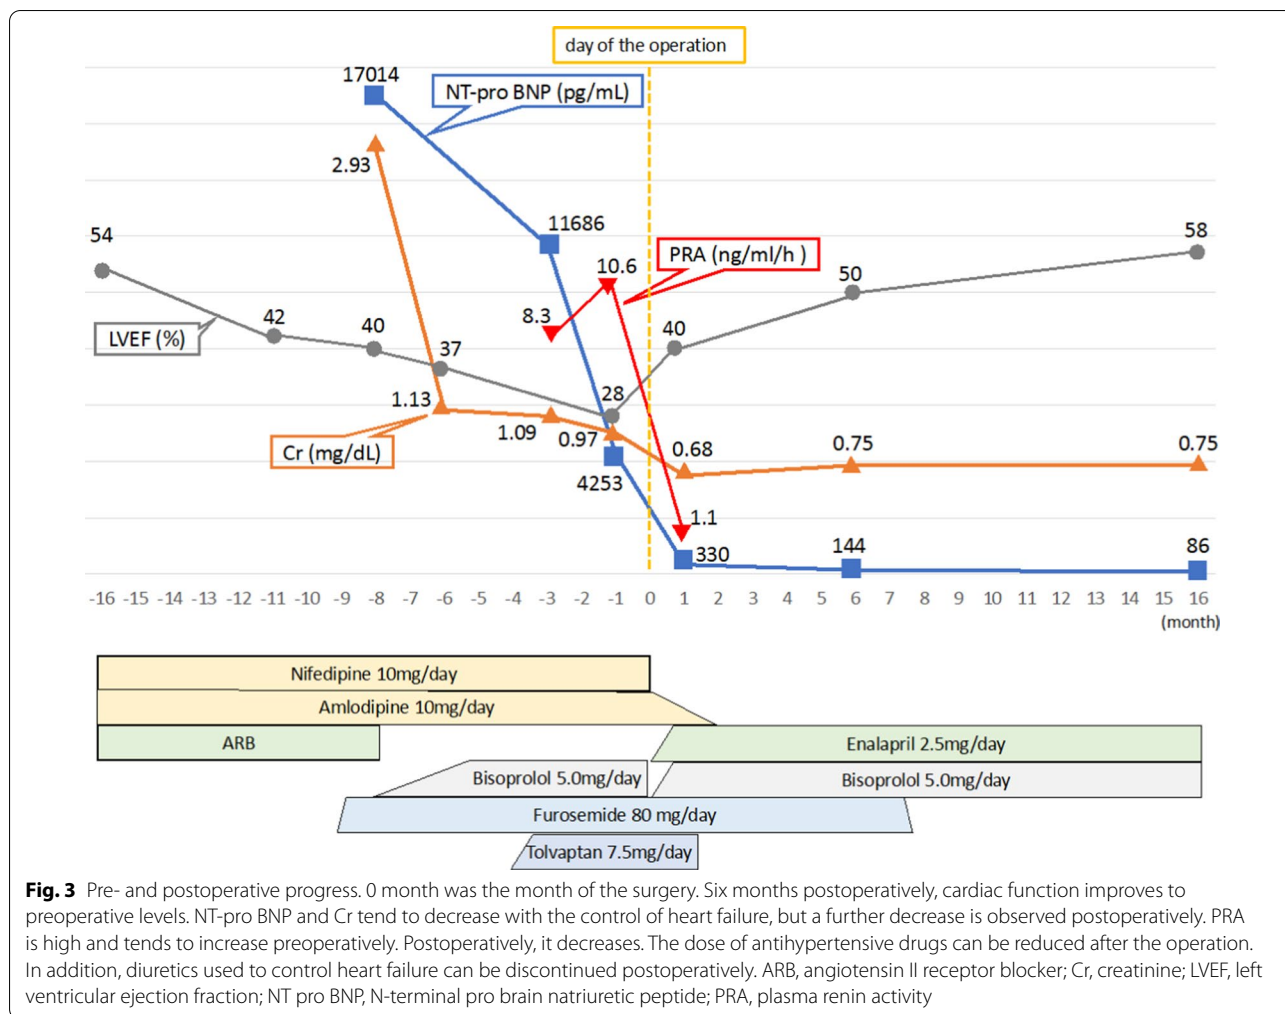 day of the operation
17014
NT-pro BNP (pg/mL)
2.93
54
11686
58
PRA (ng/ml/h )
10.6
50
8.3
42
40
40
LVEF (%)
37
28
1.13
1.09
0.97
0.68
0.75
0.75
Cr (mg/dL)
4253
1.1
330
144
86
-16 -15 -14 -13 -12 -11 -10 -9 -8 -7 -6 -5 -4 -3 -2 -1 0 1 2 3 4 5 6 7 8 9 10 11 12 13 14 15 16
(month)
Nifedipine 10mg/day
Amlodipine 10mg/day
ARB
Enalapril 2.5mg/day
Bisoprolol 5.0mg/day
Bisoprolol 5.0mg/day
Furosemide 80 mg/day
Tolvaptan 7.5mg/day
Fig. 3 Pre- and postoperative progress. 0 month was the month of the surgery. Six months postoperatively, cardiac function improves to
preoperative levels. NT-pro BNP and Cr tend to decrease with the control of heart failure, but a further decrease is observed postoperatively. PRA
is high and tends to increase preoperatively. Postoperatively, it decreases. The dose of antihypertensive drugs can be reduced after the operation.
In addition, diuretics used to control heart failure can be discontinued postoperatively. ARB, angiotensin II receptor blocker; Cr, creatinine; LVEF, left
ventricular ejection fraction; NT pro BNP, N-terminal pro brain natriuretic peptide; PRA, plasma renin activity